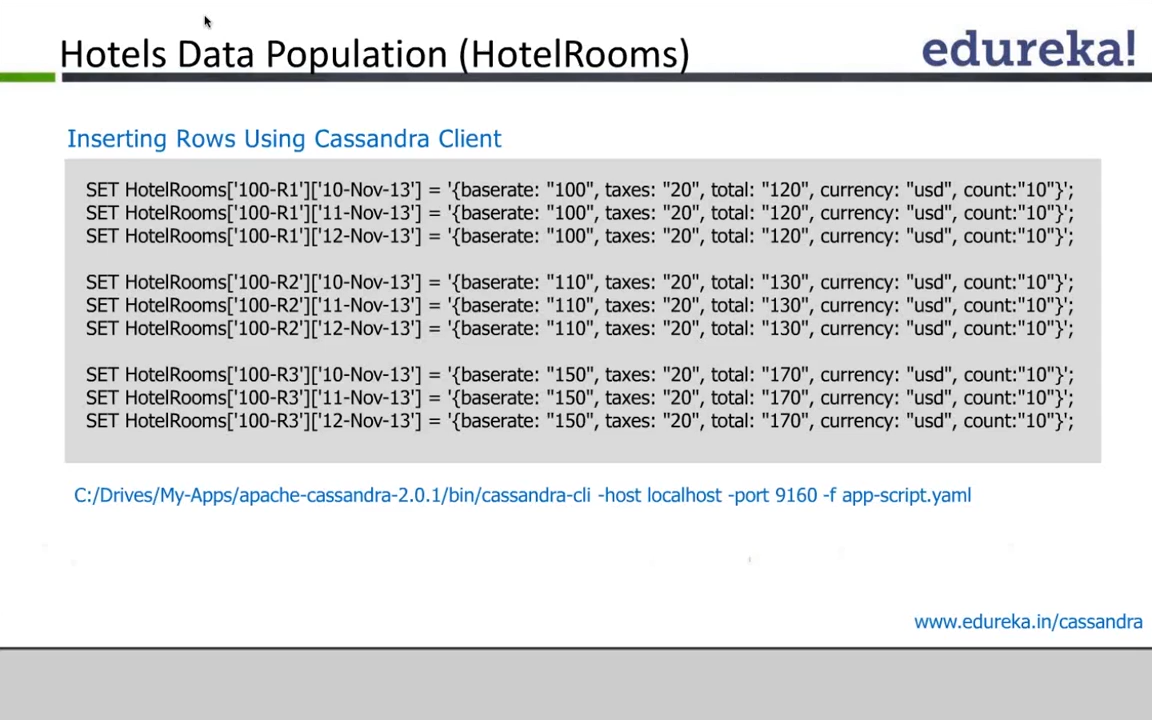 Hotels Data Population (HotelRooms)
edureka!
Inserting Rows Using Cassandra Client
SET HotelRooms['100-R1']['10-Nov-13'] = '{baserate: "100", taxes: "20", total: "120", currency: "usd", count:"10"}';
SET HotelRooms['100-R1']['11-Nov-13'] = '{baserate: "100", taxes: "20", total: "120", currency: "usd", count:"10"}';
SET HotelRooms['100-R1']['12-Nov-13'] = '{baserate: "100", taxes: "20", total: "120", currency: "usd", count:"10"}';
SET HotelRooms['100-R2']['10-Nov-13'] = '{baserate: "110", taxes: "20", total: "130", currency: "usd", count:"10"}';
SET HotelRooms['100-R2']['11-Nov-13'] = '{baserate: "110", taxes: "20", total: "130", currency: "usd", count:"10"}';
SET HotelRooms['100-R2']['12-Nov-13'] = '{baserate: "110", taxes: "20", total: "130", currency: "usd", count:"10"}';
SET HotelRooms['100-R3']['10-Nov-13'] = '{baserate: "150", taxes: "20", total: "170", currency: "usd", count:"10"}';
SET HotelRooms['100-R3']['11-Nov-13'] = '{baserate: "150", taxes: "20", total: "170", currency: "usd", count:"10"}';
SET HotelRooms['100-R3']['12-Nov-13'] = '{baserate: "150", taxes: "20", total: "170", currency: "usd", count:"10"}';
C:/Drives/My-Apps/apache-cassandra-2.0.1/bin/cassandra-cli -host localhost -port 9160 -f app-script.yaml
www.edureka.in/cassandra